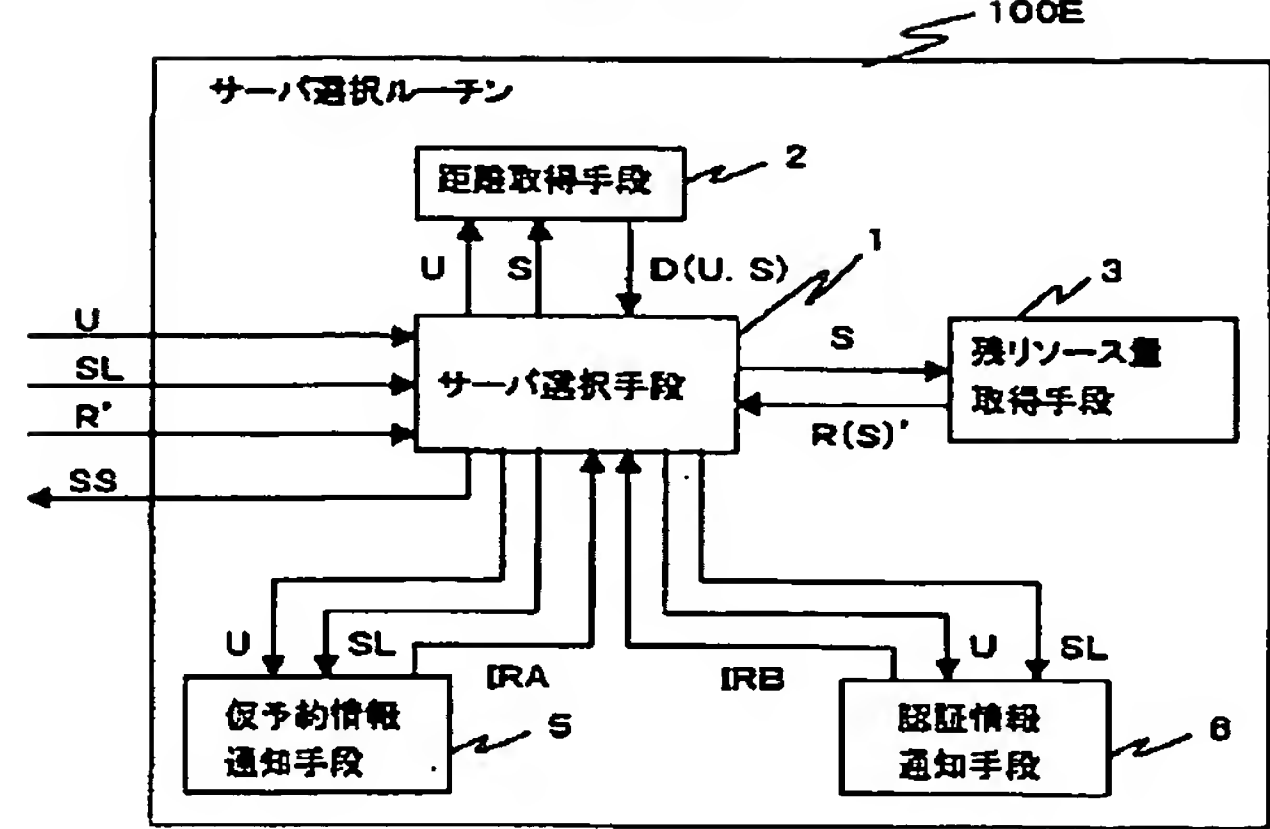 100E
サーバ選択ルーチン
距離取得手段
2
U
S
D(U. S)
1
3
U
SL
R'
SS
サーバ選択手段
S
R(S)'
残リソース量
取得手段
U
SL
IRA
IRB
U
SL
仮予約情報
通知手段
5
認証情報
通知手段
6